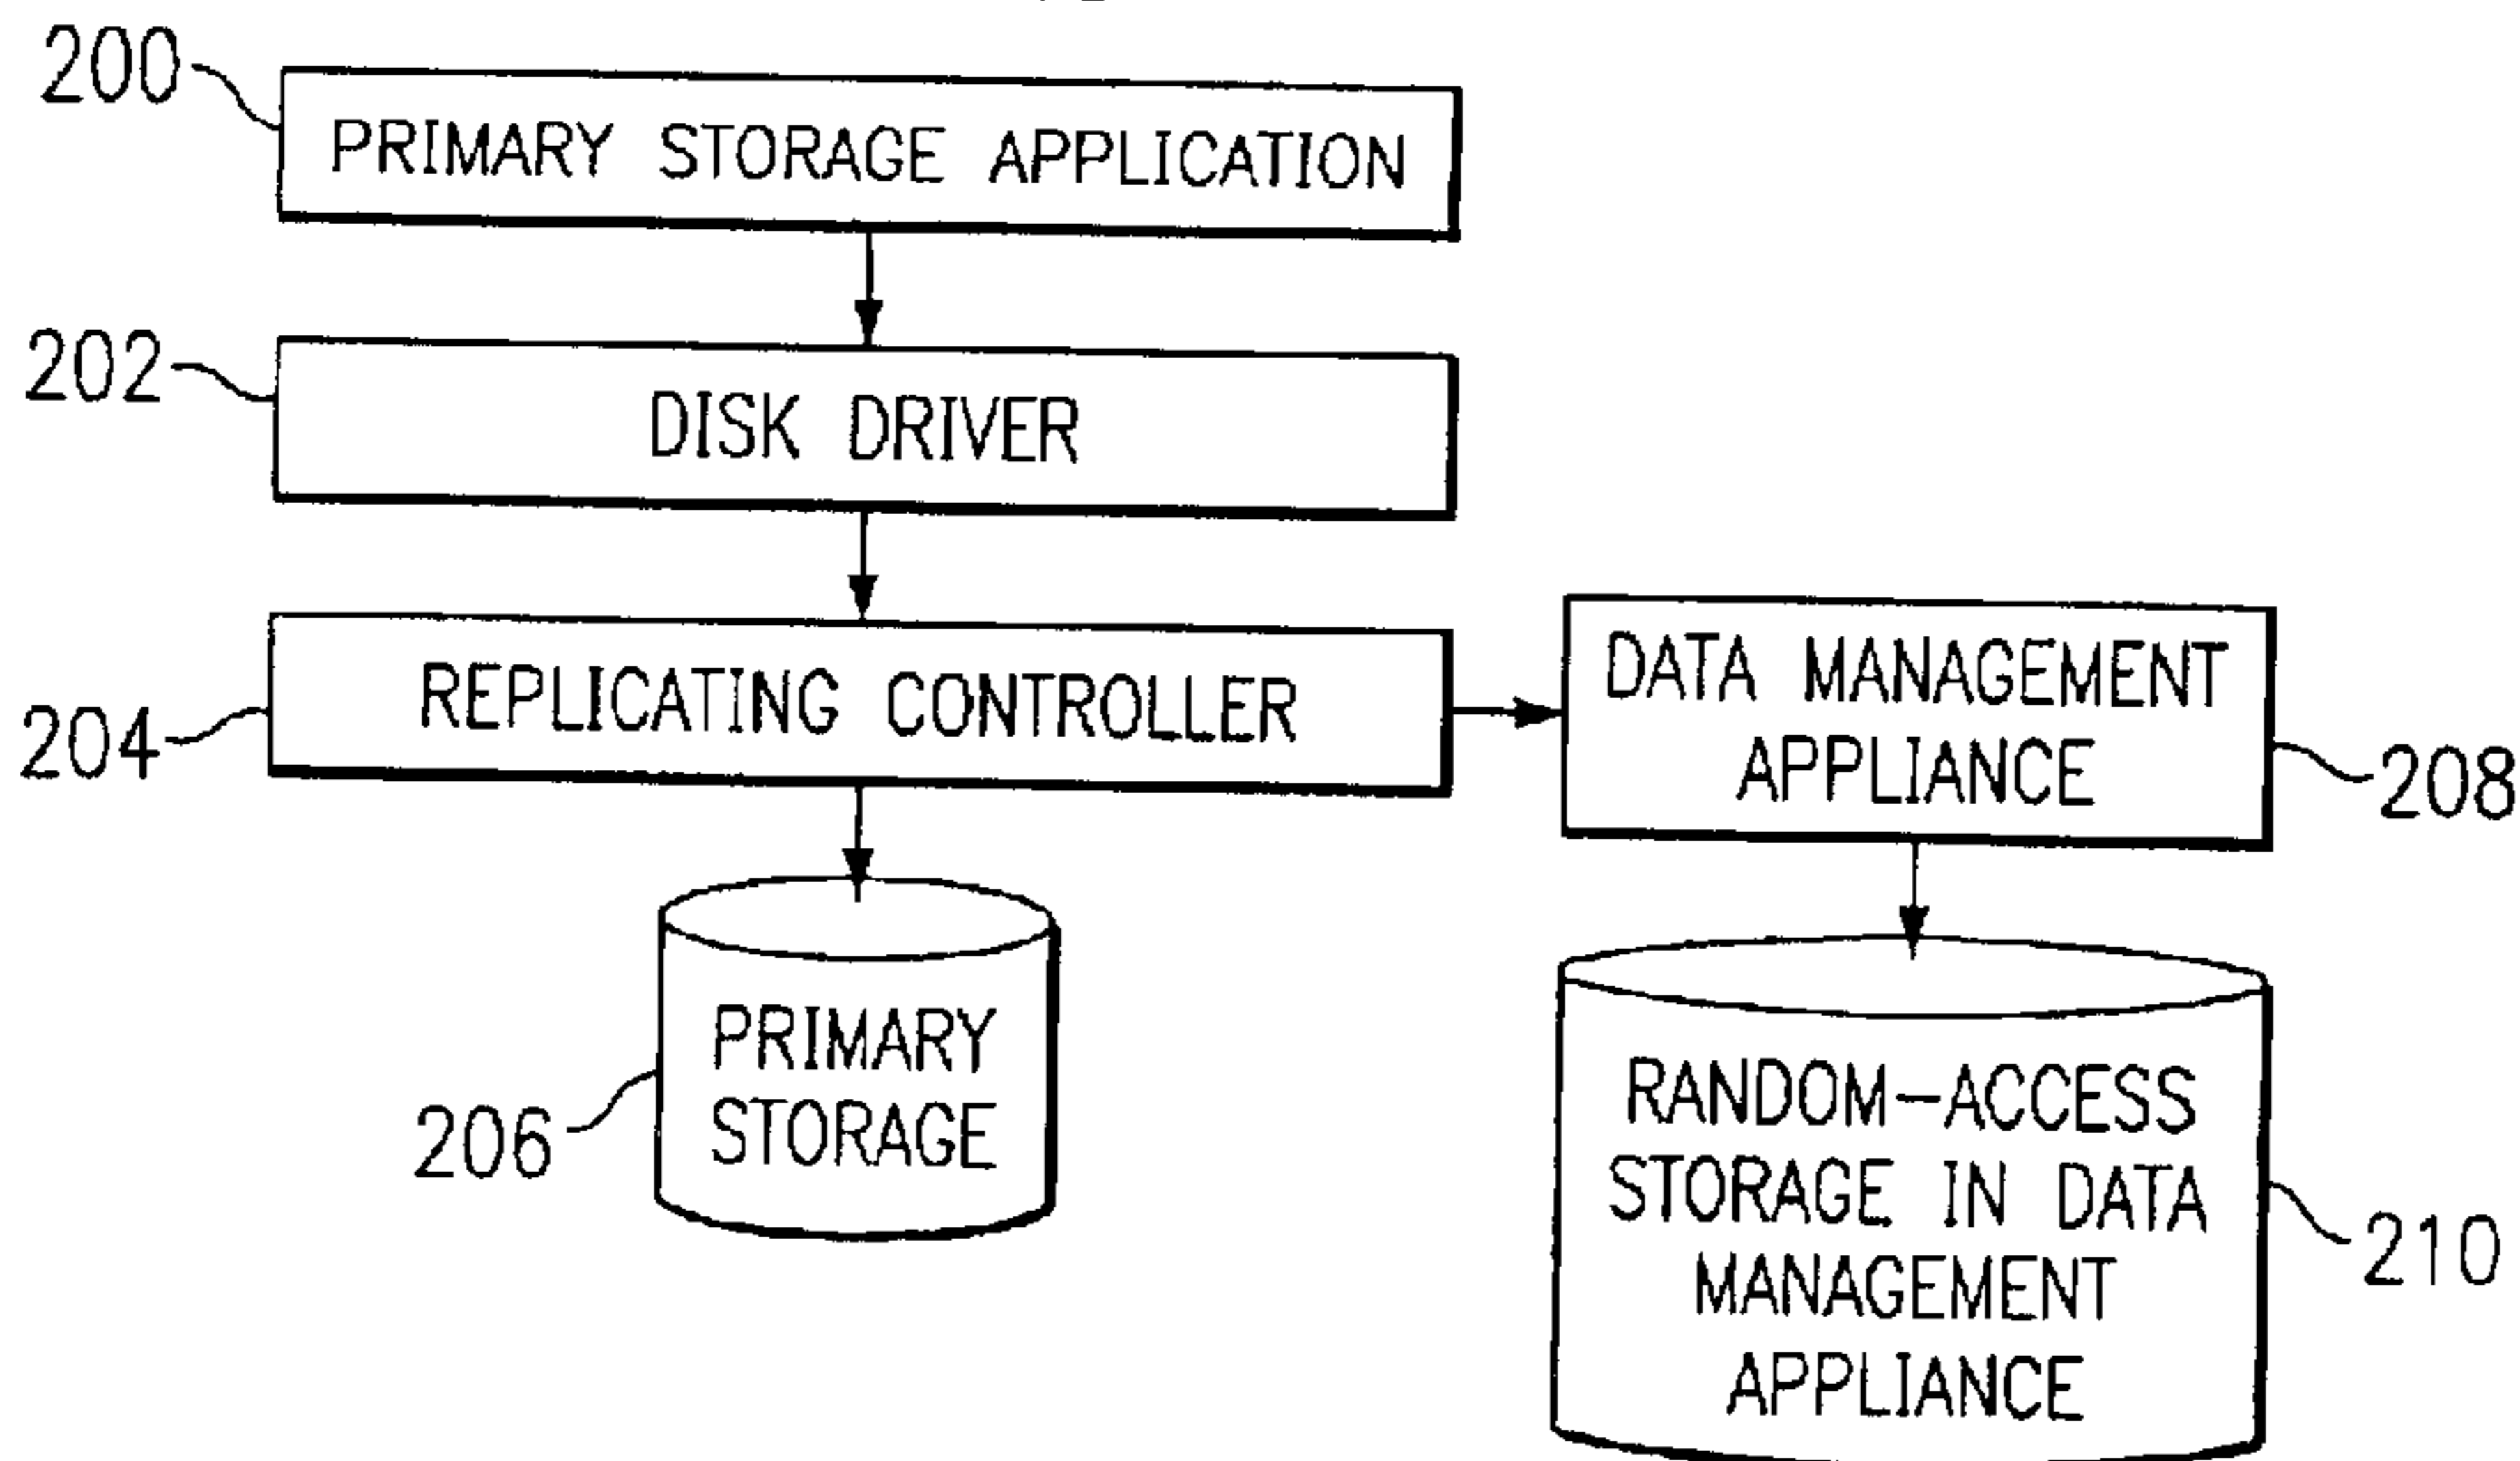 200
PRIMARY STORAGE APPLICATION
202
DISK DRIVER
204
REPLICATING CONTROLLER
DATA MANAGEMENT
APPLIANCE
208
206
PRIMARY
STORAGE
RANDOM-ACCESS
STORAGE IN DATA
MANAGEMENT
APPLIANCE
210